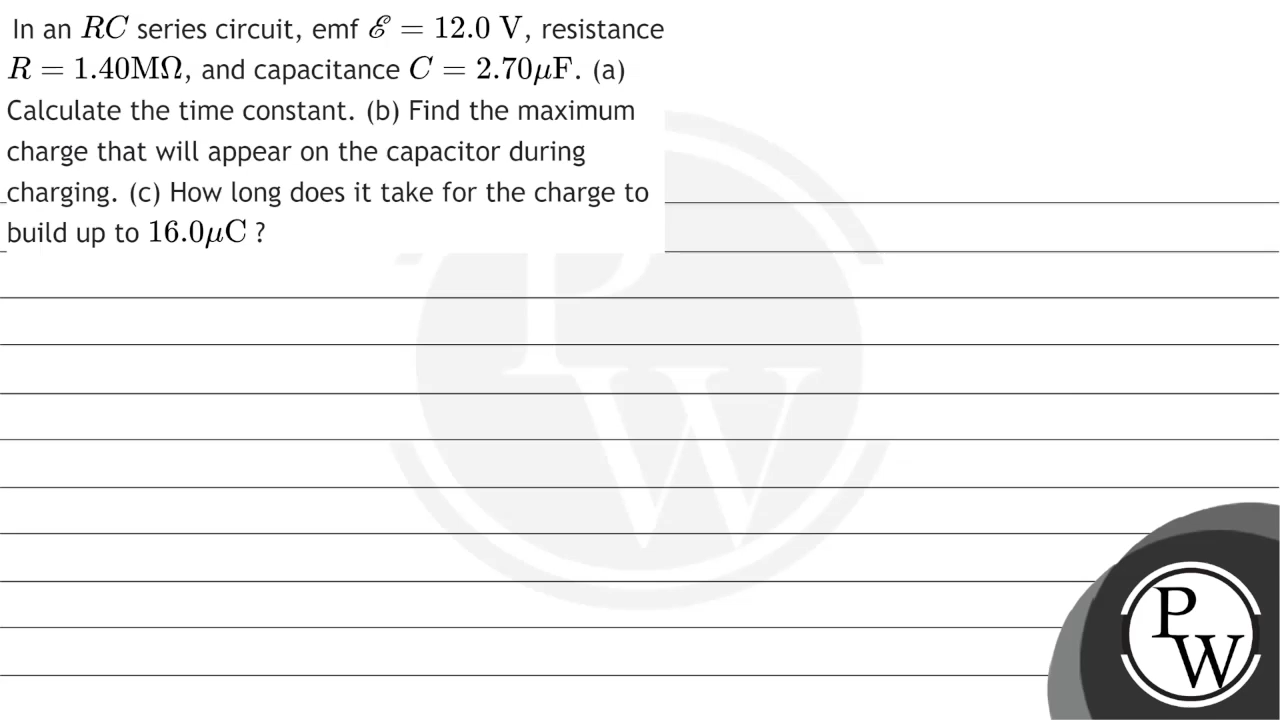 In an RC series circuit, emf ℰ = 12.0 V, resistance
R = 1.40MΩ, and capacitance C = 2.70μF. (a)
Calculate the time constant. (b) Find the maximum
charge that will appear on the capacitor during
charging. (c) How long does it take for the charge to
build up to 16.0μC ?
P
W
P
W